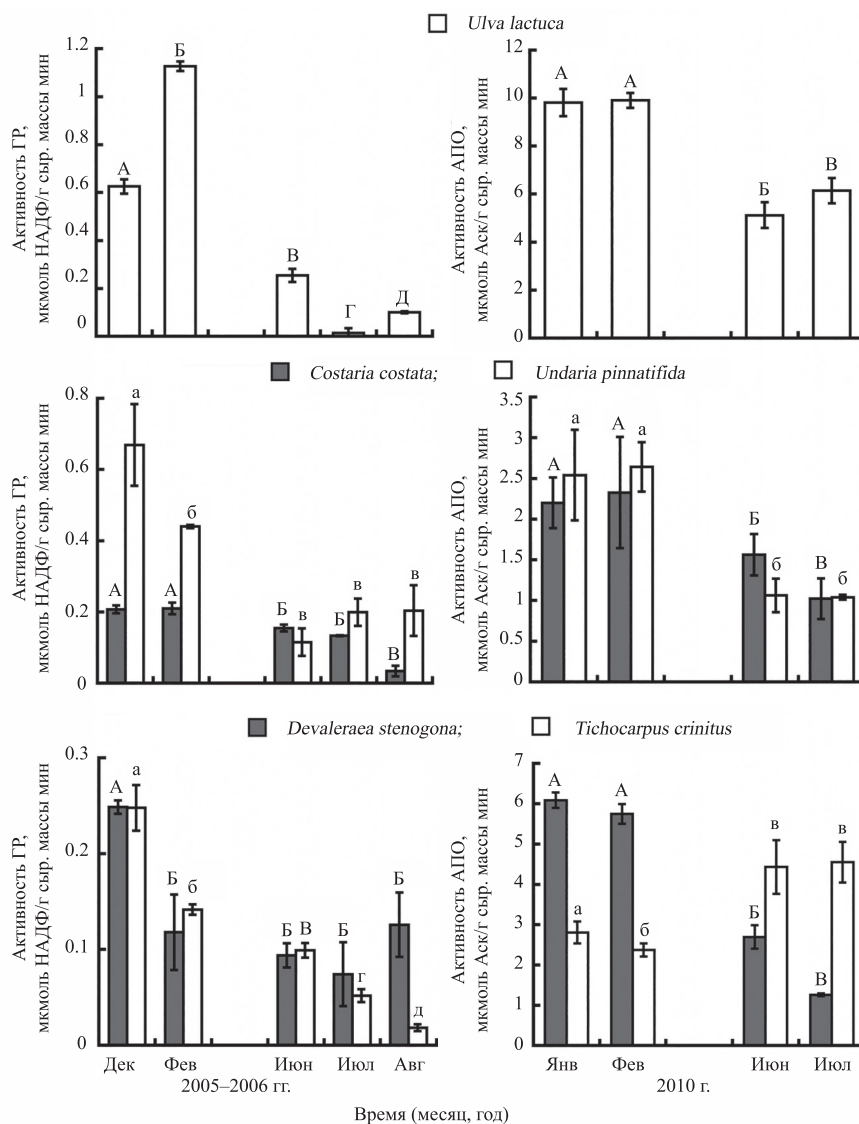 Ulva lactuca
Активность ГР,
мкмоль НАДФ/г сыр. массы мин
1.2
1
0.8
0.6
0.4
0.2
0
А
Б
В
Г
Д
Активность АПО,
мкмоль Аск/г сыр. массы мин
12
10
8
6
4
2
0
А
А
Б
В
Costaria costata;
Undaria pinnatifida
Активность ГР,
мкмоль НАДФ/г сыр. массы мин
0.8
0.6
0.4
0.2
0
А
а
А
б
Б
в
Б
в
В
в
Активность АПО,
мкмоль Аск/г сыр. массы мин
3.5
3
2.5
2
1.5
1
0.5
0
А
а
А
а
Б
б
В
б
Devaleraea stenogona;
Tichocarpus crinitus
Активность ГР,
мкмоль НАДФ/г сыр. массы мин
0.3
0.2
0.1
0
А
а
Б
б
Б
В
Б
г
Б
д
Дек Фев Июн Июл Авг
2005–2006 гг.
Активность АПО,
мкмоль Аск/г сыр. массы мин
7
6
5
4
3
2
1
0
А
а
А
б
Б
в
В
в
Янв Фев Июн Июл
2010 г.
Время (месяц, год)